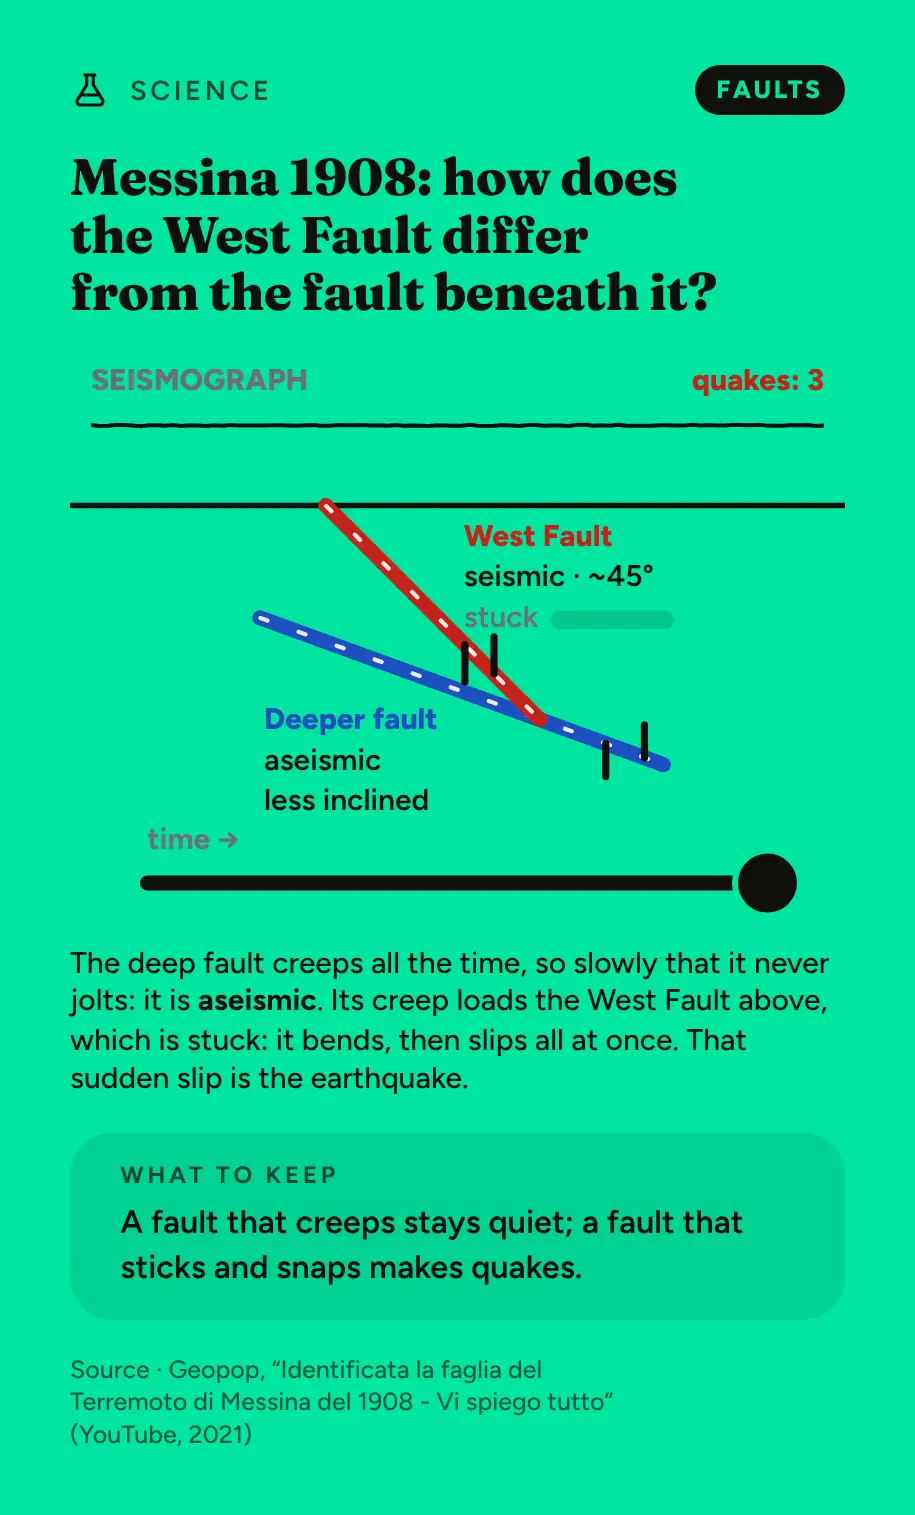 SCIENCE
FAULTS
Messina 1908: how does
the West Fault differ
from the fault beneath it?
SEISMOGRAPH
quakes: 3
West Fault
seismic · ~45°
stuck
Deeper fault
aseismic
less inclined
time →
The deep fault creeps all the time, so slowly that it never
jolts: it is aseismic. Its creep loads the West Fault above,
which is stuck: it bends, then slips all at once. That
sudden slip is the earthquake.
WHAT TO KEEP
A fault that creeps stays quiet; a fault that
sticks and snaps makes quakes.
Source · Geopop, “Identificata la faglia del
Terremoto di Messina del 1908 - Vi spiego tutto”
(YouTube, 2021)